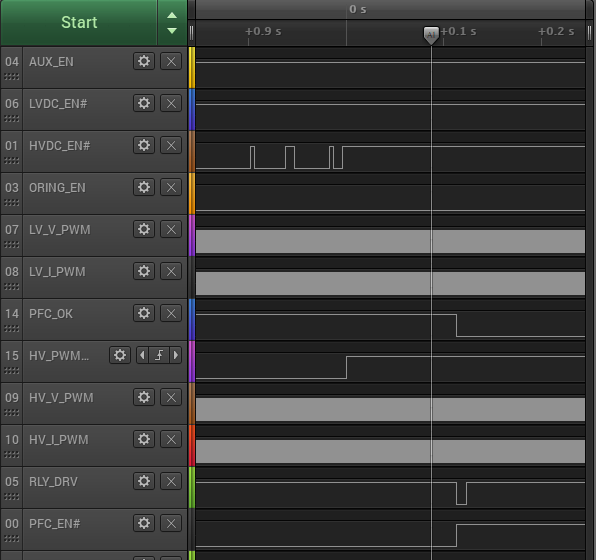 Start
0 s
+0.9 s
A1
+0.1 s
+0.2 s
04 AUX_EN
06 LVDC_EN#
01 HVDC_EN#
03 ORING_EN
07 LV_V_PWM
08 LV_I_PWM
14 PFC_OK
15 HV_PWM...
09 HV_V_PWM
10 HV_I_PWM
05 RLY_DRV
00 PFC_EN#